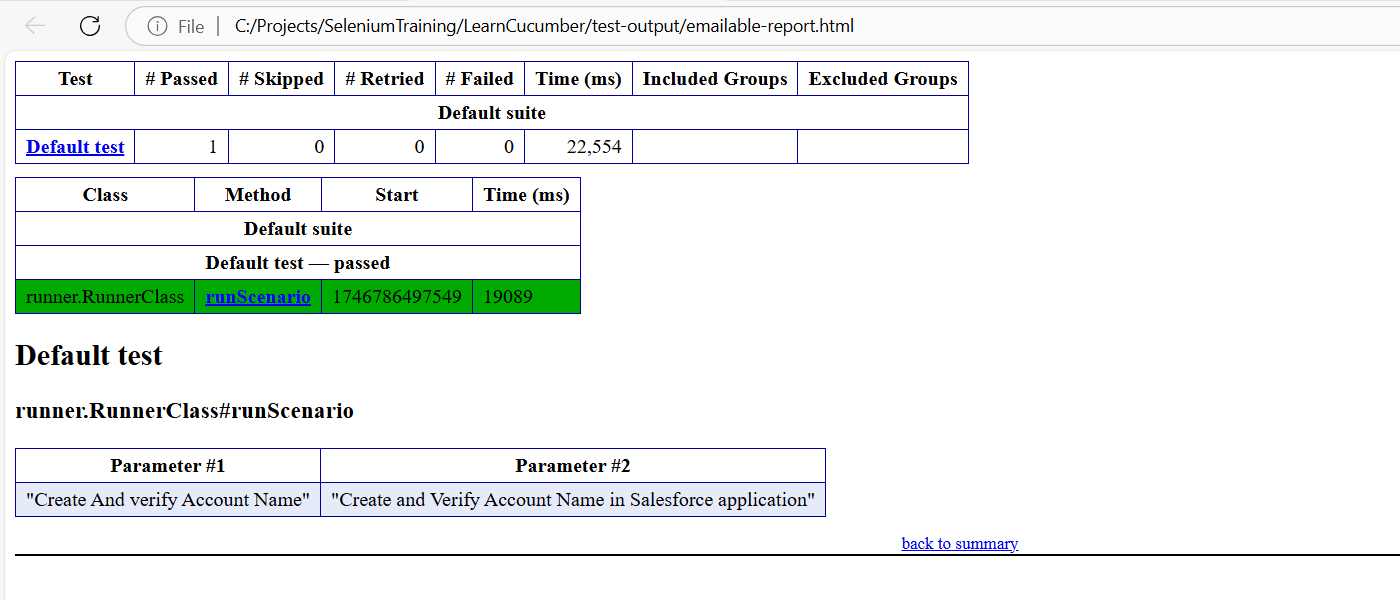 File | C:/Projects/SeleniumTraining/LearnCucumber/test-output/emailable-report.html
Test # Passed # Skipped # Retried # Failed Time (ms) Included Groups Excluded Groups
Default suite
Default test 1 0 0 0 22,554
Class Method Start Time (ms)
Default suite
Default test — passed
runner.RunnerClass runScenario 1746786497549 19089
Default test
runner.RunnerClass#runScenario
Parameter #1 Parameter #2
"Create And verify Account Name" "Create and Verify Account Name in Salesforce application"
back to summary